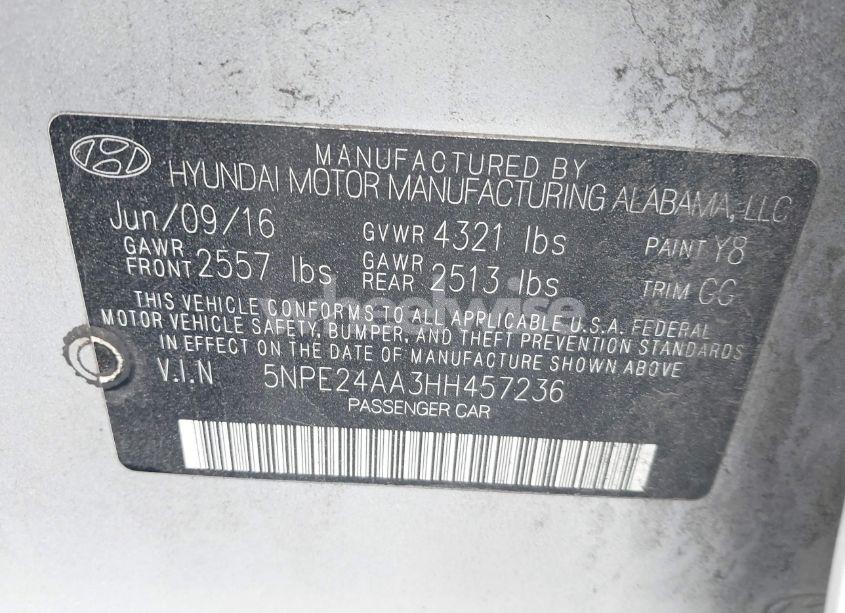 MANUFACTURED BY
HYUNDAI MOTOR MANUFACTURING ALABAMA, LLC
Jun/09/16 GVWR 4321 lbs PAINT Y8
GAWR FRONT 2557 lbs GAWR REAR 2513 lbs TRIM CG
THIS VEHICLE CONFORMS TO ALL APPLICABLE U.S.A. FEDERAL
MOTOR VEHICLE SAFETY, BUMPER, AND THEFT PREVENTION STANDARDS
IN EFFECT ON THE DATE OF MANUFACTURE SHOWN ABOVE
V.I.N 5NPE24AA3HH457236
PASSENGER CAR